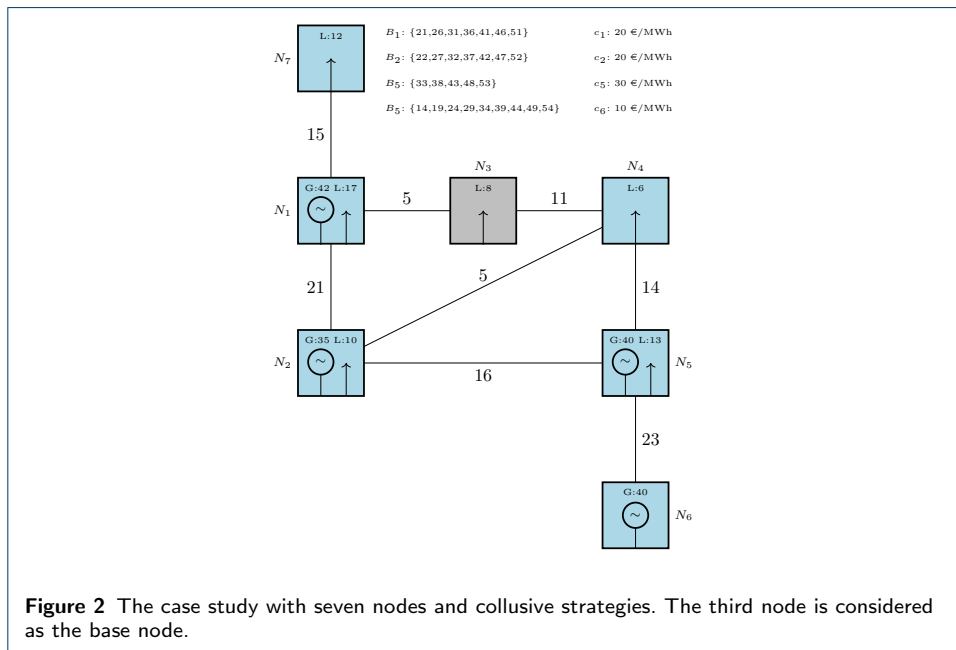 L:12
N₇
B₁: {21,26,31,36,41,46,51} c₁: 20 €/MWh
B₂: {22,27,32,37,42,47,52} c₂: 20 €/MWh
B₅: {33,38,43,48,53} c₅: 30 €/MWh
B₅: {14,19,24,29,34,39,44,49,54} c₆: 10 €/MWh
15
N₃
N₄
G:42 L:17
L:8
L:6
N₁
~
5
11
21
5
14
G:35 L:10
G:40 L:13
N₂
~
~
N₅
16
23
G:40
~
N₆
Figure 2 The case study with seven nodes and collusive strategies. The third node is considered
as the base node.